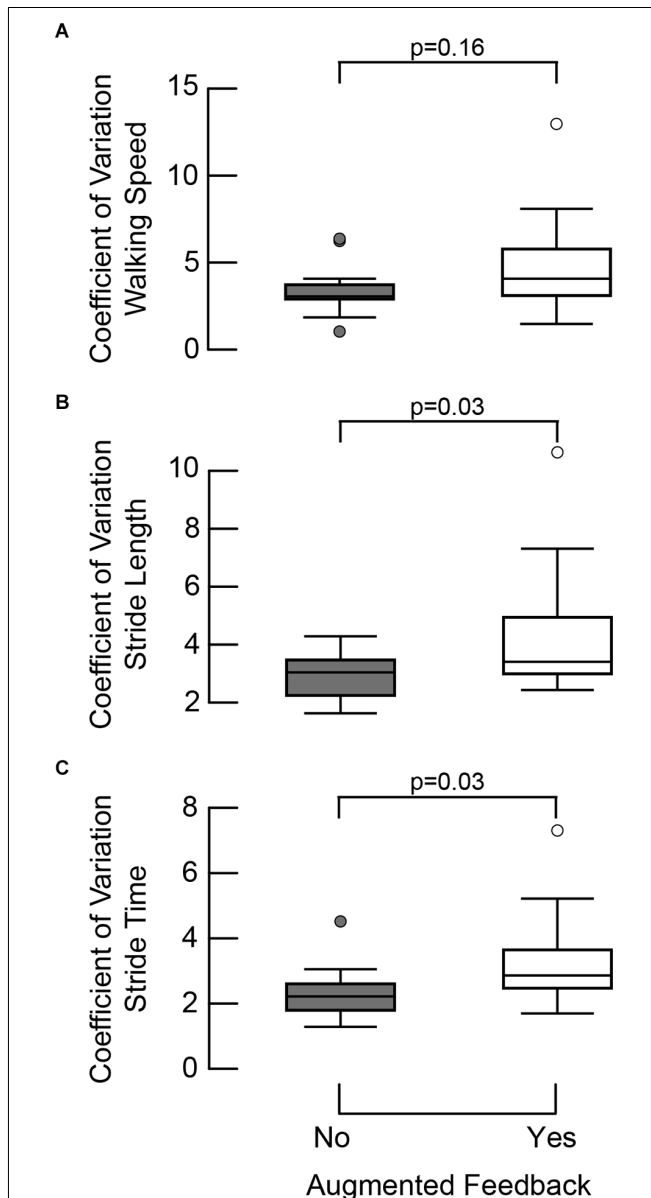 A
p=0.16
Coefficient of Variation
Walking Speed
15
10
5
0
B
p=0.03
Coefficient of Variation
Stride Length
10
8
6
4
2
C
p=0.03
Coefficient of Variation
Stride Time
8
6
4
2
0
No Yes
Augmented Feedback